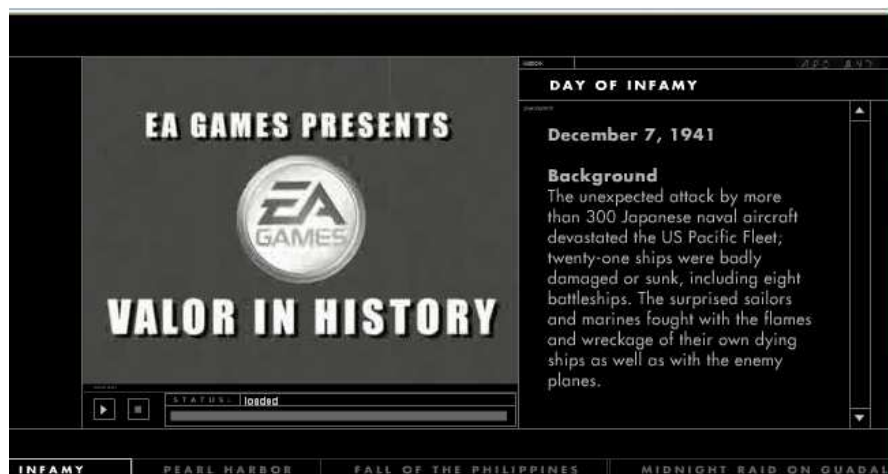 EA GAMES PRESENTS
EA
GAMES
VALOR IN HISTORY
STATUS: loaded
DAY OF INFAMY
December 7, 1941
Background
The unexpected attack by more
than 300 Japanese naval aircraft
devastated the US Pacific Fleet;
twenty-one ships were badly
damaged or sunk, including eight
battleships. The surprised sailors
and marines fought with the flames
and wreckage of their own dying
ships as well as with the enemy
planes.
INFAMY
PEARL HARBOR
FALL OF THE PHILIPPINES
MIDNIGHT RAID ON GUADAL